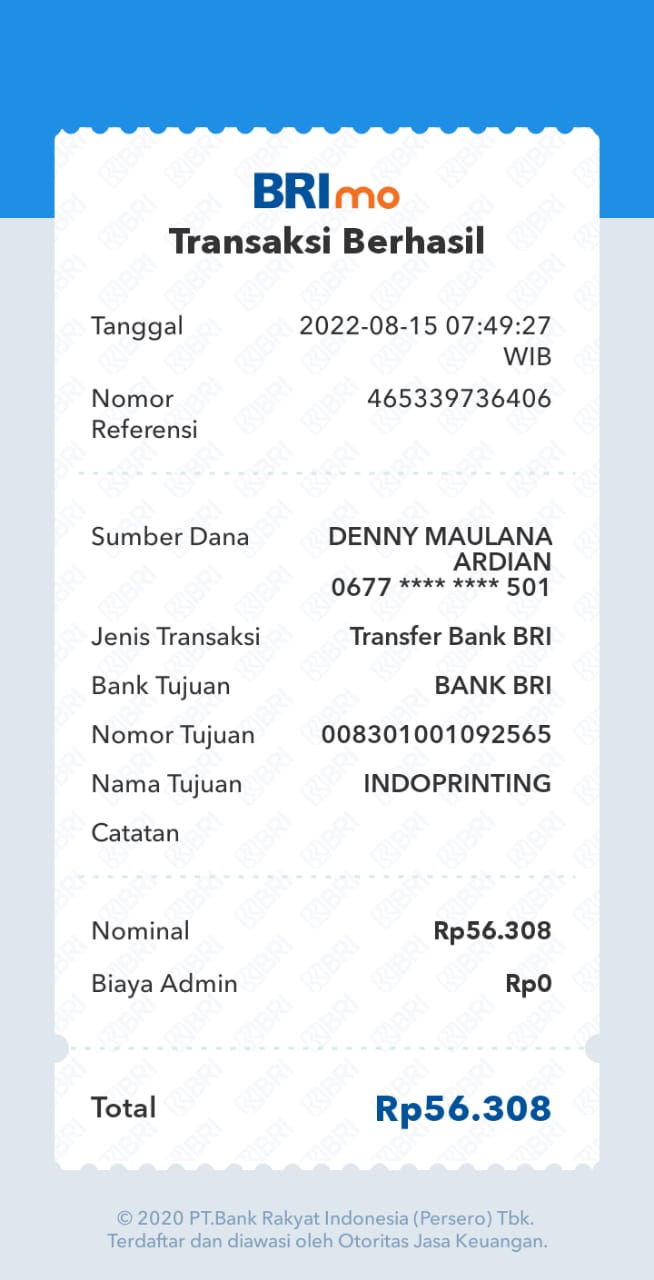 BRImo
Transaksi Berhasil
Tanggal 2022-08-15 07:49:27
WIB
Nomor 465339736406
Referensi
Sumber Dana DENNY MAULANA
ARDIAN
0677 **** **** 501
Jenis Transaksi Transfer Bank BRI
Bank Tujuan BANK BRI
Nomor Tujuan 008301001092565
Nama Tujuan INDOPRINTING
Catatan
Nominal Rp56.308
Biaya Admin Rp0
Total Rp56.308
© 2020 PT.Bank Rakyat Indonesia (Persero) Tbk.
Terdaftar dan diawasi oleh Otoritas Jasa Keuangan.